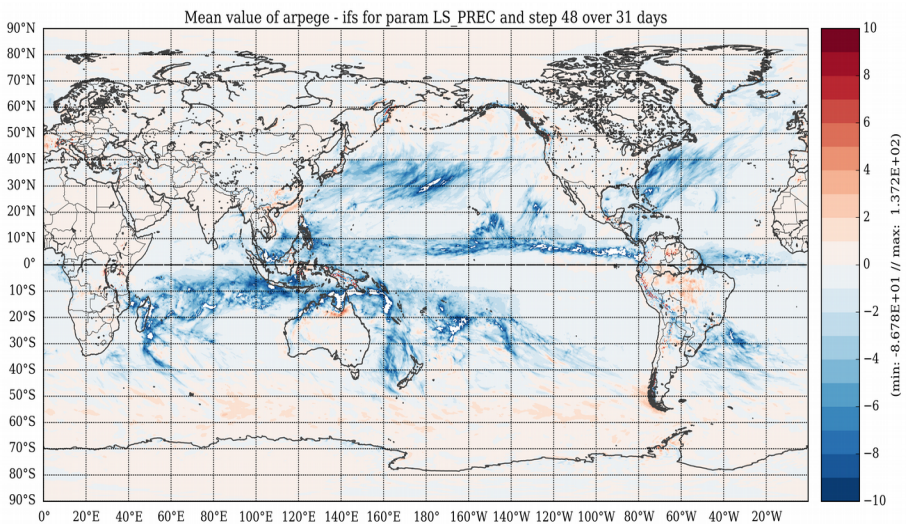 Mean value of arpege - ifs for param LS_PREC and step 48 over 31 days
90°N
80°N
70°N
60°N
50°N
40°N
30°N
20°N
10°N
0°
10°S
20°S
30°S
40°S
50°S
60°S
70°S
80°S
90°S
0° 20°E 40°E 60°E 80°E 100°E 120°E 140°E 160°E 180° 160°W 140°W 120°W 100°W 80°W 60°W 40°W 20°W
10
8
6
4
2
0
−2
−4
−6
−8
−10
(min: -8.678E+01 // max: 1.372E+02)